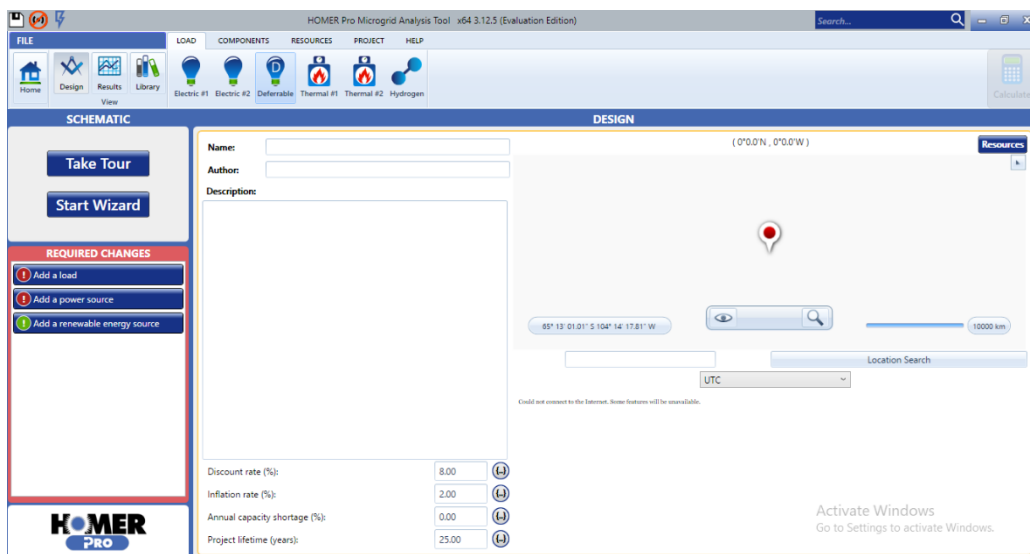 HOMER Pro Microgrid Analysis Tool x64 3.12.5 (Evaluation Edition)
Search...
FILE
LOAD COMPONENTS RESOURCES PROJECT HELP
Home
Design Results Library
View
Electric #1 Electric #2 Deferrable Thermal #1 Thermal #2 Hydrogen
D
Calculate
SCHEMATIC
DESIGN
Take Tour
Start Wizard
REQUIRED CHANGES
Add a load
Add a power source
Add a renewable energy source
HOMER
PRO
Name:
Author:
Description:
Discount rate (%): 8.00 {..}
Inflation rate (%): 2.00 {..}
Annual capacity shortage (%): 0.00 {..}
Project lifetime (years): 25.00 {..}
( 0°0.0'N , 0°0.0'W )
Resources
65° 13' 01.01" S 104° 14' 17.81" W
10000 km
Location Search
UTC
Could not connect to the Internet. Some features will be unavailable.
Activate Windows
Go to Settings to activate Windows.